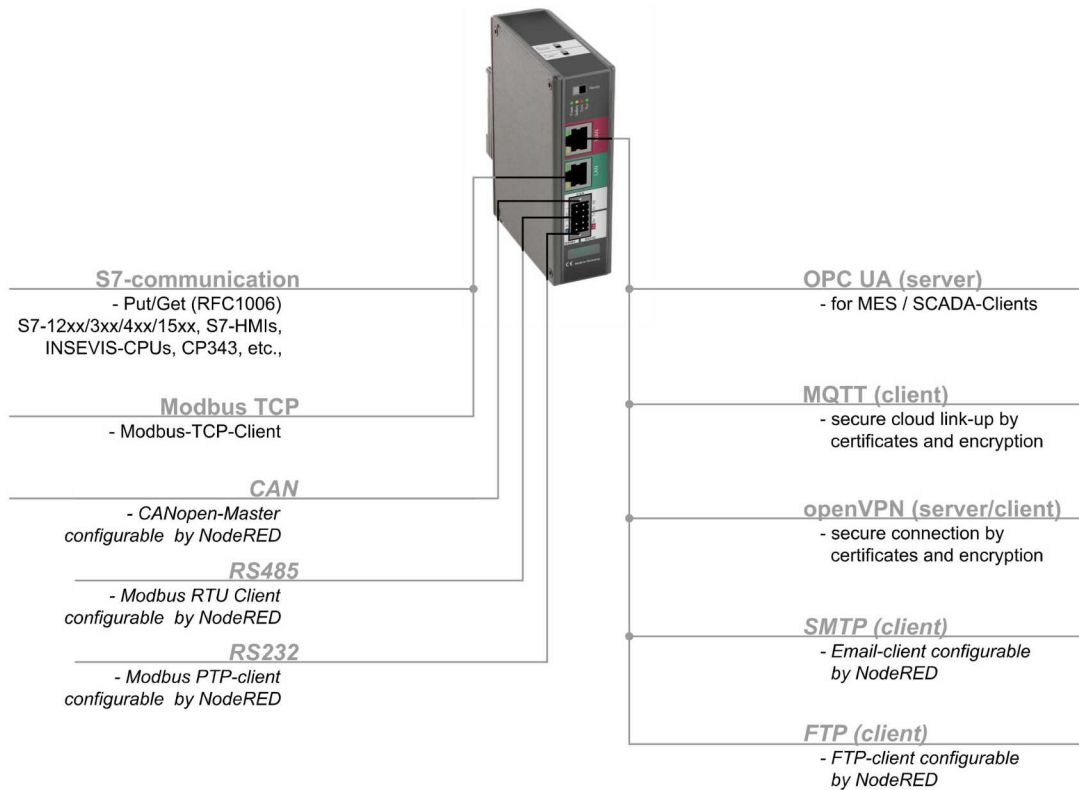 WAN
LAN
S7-communication
- Put/Get (RFC1006)
S7-12xx/3xx/4xx/15xx, S7-HMIs,
INSEVIS-CPUs, CP343, etc.,
Modbus TCP
- Modbus-TCP-Client
CAN
- CANopen-Master
configurable by NodeRED
RS485
- Modbus RTU Client
configurable by NodeRED
RS232
- Modbus PTP-client
configurable by NodeRED
OPC UA (server)
- for MES / SCADA-Clients
MQTT (client)
- secure cloud link-up by
certificates and encryption
openVPN (server/client)
- secure connection by
certificates and encryption
SMTP (client)
- Email-client configurable
by NodeRED
FTP (client)
- FTP-client configurable
by NodeRED